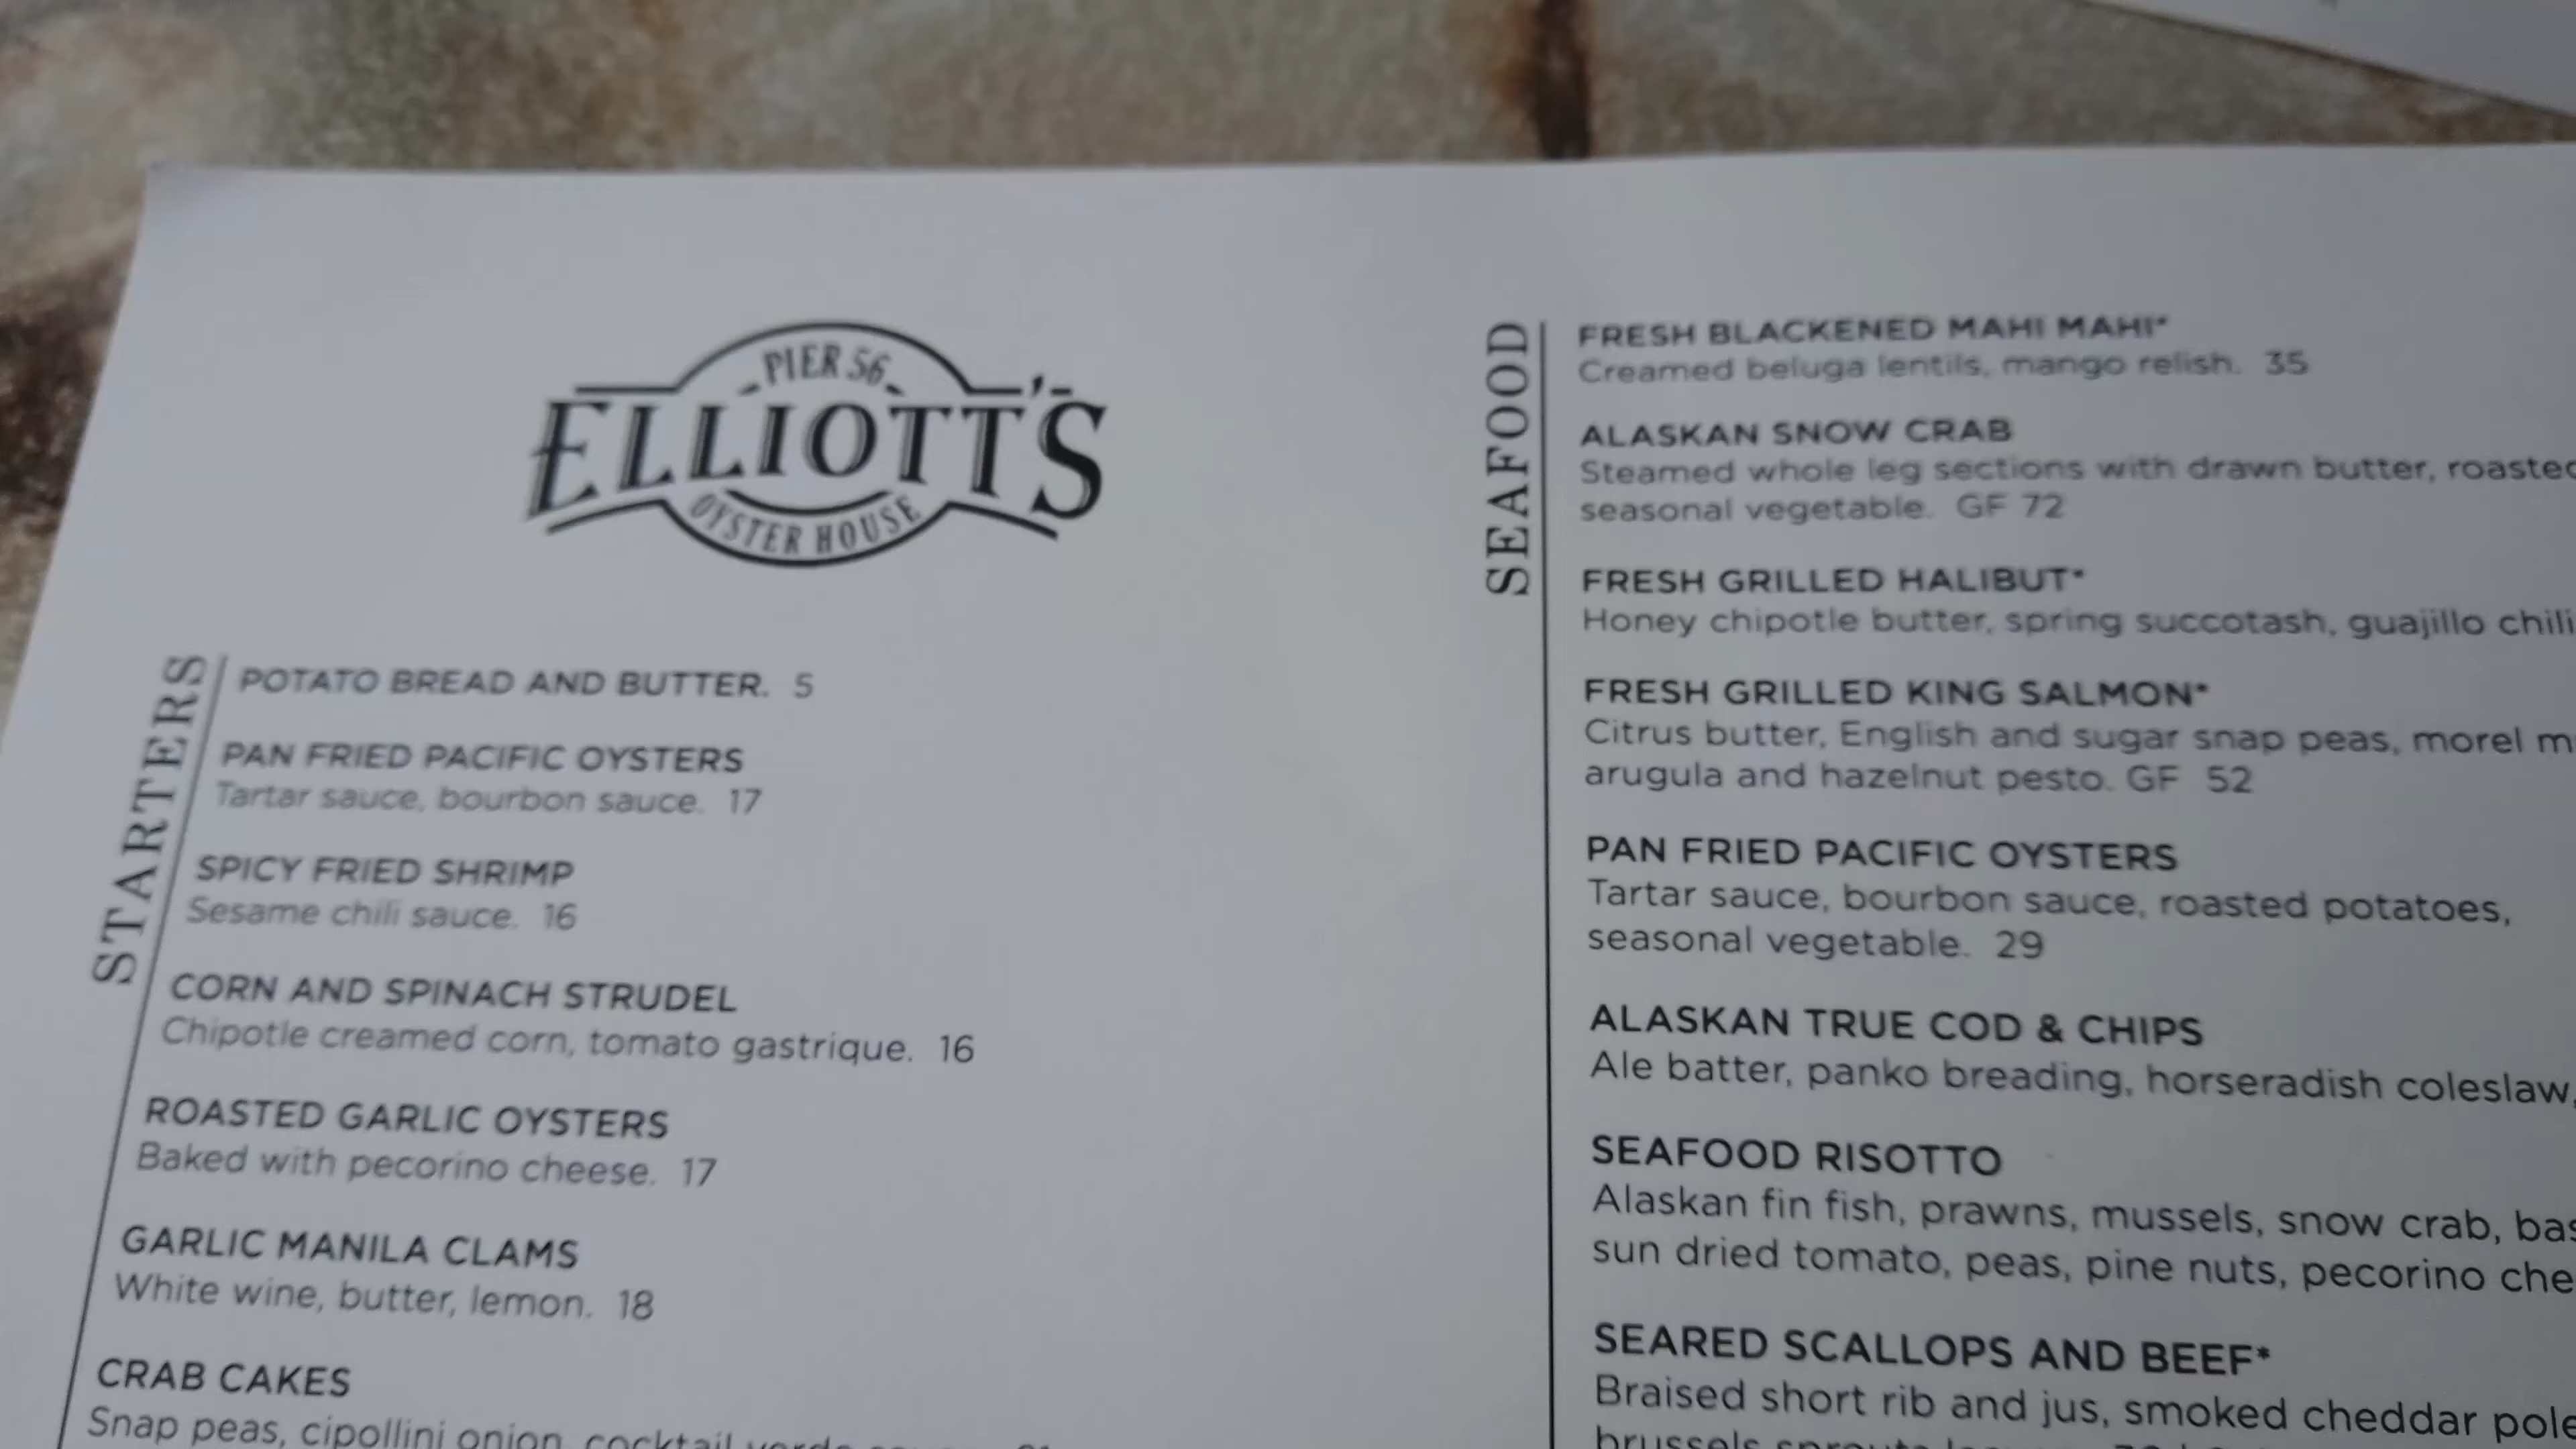 PIER 56
ELLIOTT'S
OYSTER HOUSE
STARTERS
POTATO BREAD AND BUTTER. 5
PAN FRIED PACIFIC OYSTERS
Tartar sauce, bourbon sauce. 17
SPICY FRIED SHRIMP
Sesame chili sauce. 16
CORN AND SPINACH STRUDEL
Chipotle creamed corn, tomato gastrique. 16
ROASTED GARLIC OYSTERS
Baked with pecorino cheese. 17
GARLIC MANILA CLAMS
White wine, butter, lemon. 18
CRAB CAKES
Snap peas, cipollini onion, cocktail
SEAFOOD
FRESH BLACKENED MAHI MAHI*
Creamed beluga lentils, mango relish. 35
ALASKAN SNOW CRAB
Steamed whole leg sections with drawn butter, roasted
seasonal vegetable. GF 72
FRESH GRILLED HALIBUT*
Honey chipotle butter, spring succotash, guajillo chili
FRESH GRILLED KING SALMON*
Citrus butter, English and sugar snap peas, morel
arugula and hazelnut pesto. GF 52
PAN FRIED PACIFIC OYSTERS
Tartar sauce, bourbon sauce, roasted potatoes,
seasonal vegetable. 29
ALASKAN TRUE COD & CHIPS
Ale batter, panko breading, horseradish coleslaw,
SEAFOOD RISOTTO
Alaskan fin fish, prawns, mussels, snow crab,
sun dried tomato, peas, pine nuts, pecorino
SEARED SCALLOPS AND BEEF*
Braised short rib and jus, smoked cheddar
brussels